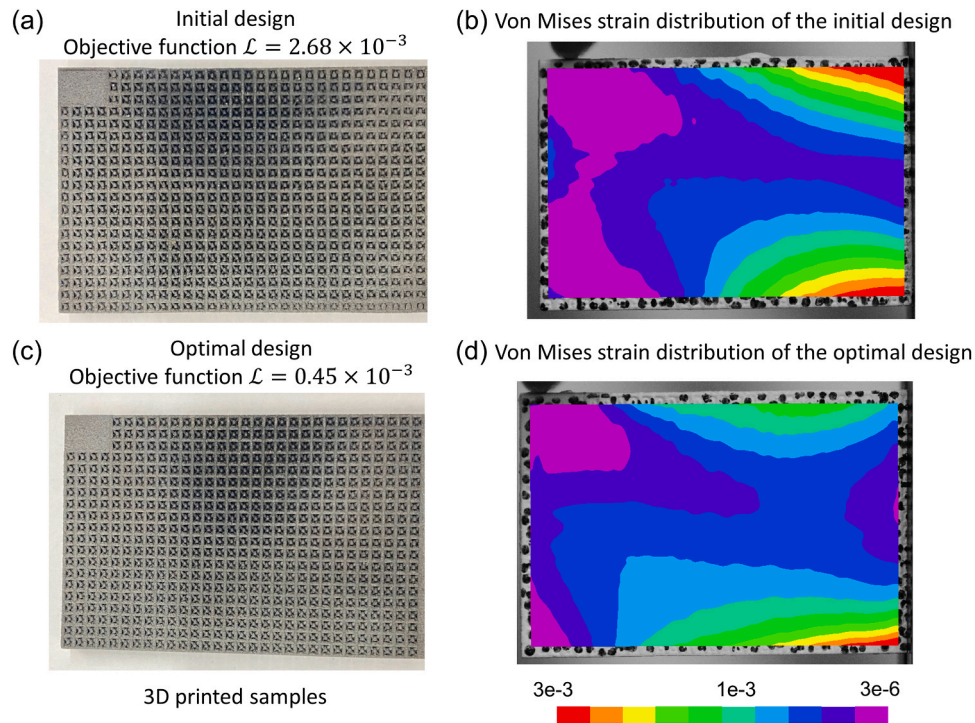 (a)
Initial design
Objective function ℒ = 2.68 × 10⁻³
(b) Von Mises strain distribution of the initial design
(c)
Optimal design
Objective function ℒ = 0.45 × 10⁻³
(d) Von Mises strain distribution of the optimal design
3D printed samples
3e-3 1e-3 3e-6